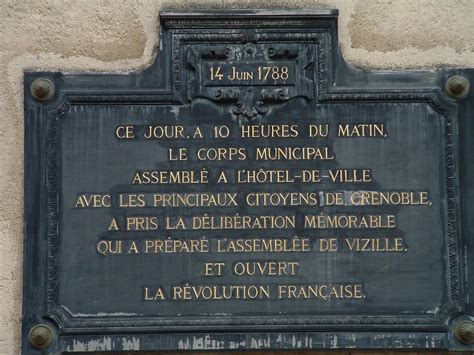 14 Juin 1788
CE JOUR, A 10 HEURES DU MATIN,
LE CORPS MUNICIPAL
ASSEMBLÉ A L'HÔTEL-DE-VILLE
AVEC LES PRINCIPAUX CITOYENS DE GRENOBLE,
A PRIS LA DÉLIBÉRATION MÉMORABLE
QUI A PRÉPARÉ L'ASSEMBLÉE DE VIZILLE,
ET OUVERT
LA RÉVOLUTION FRANÇAISE.